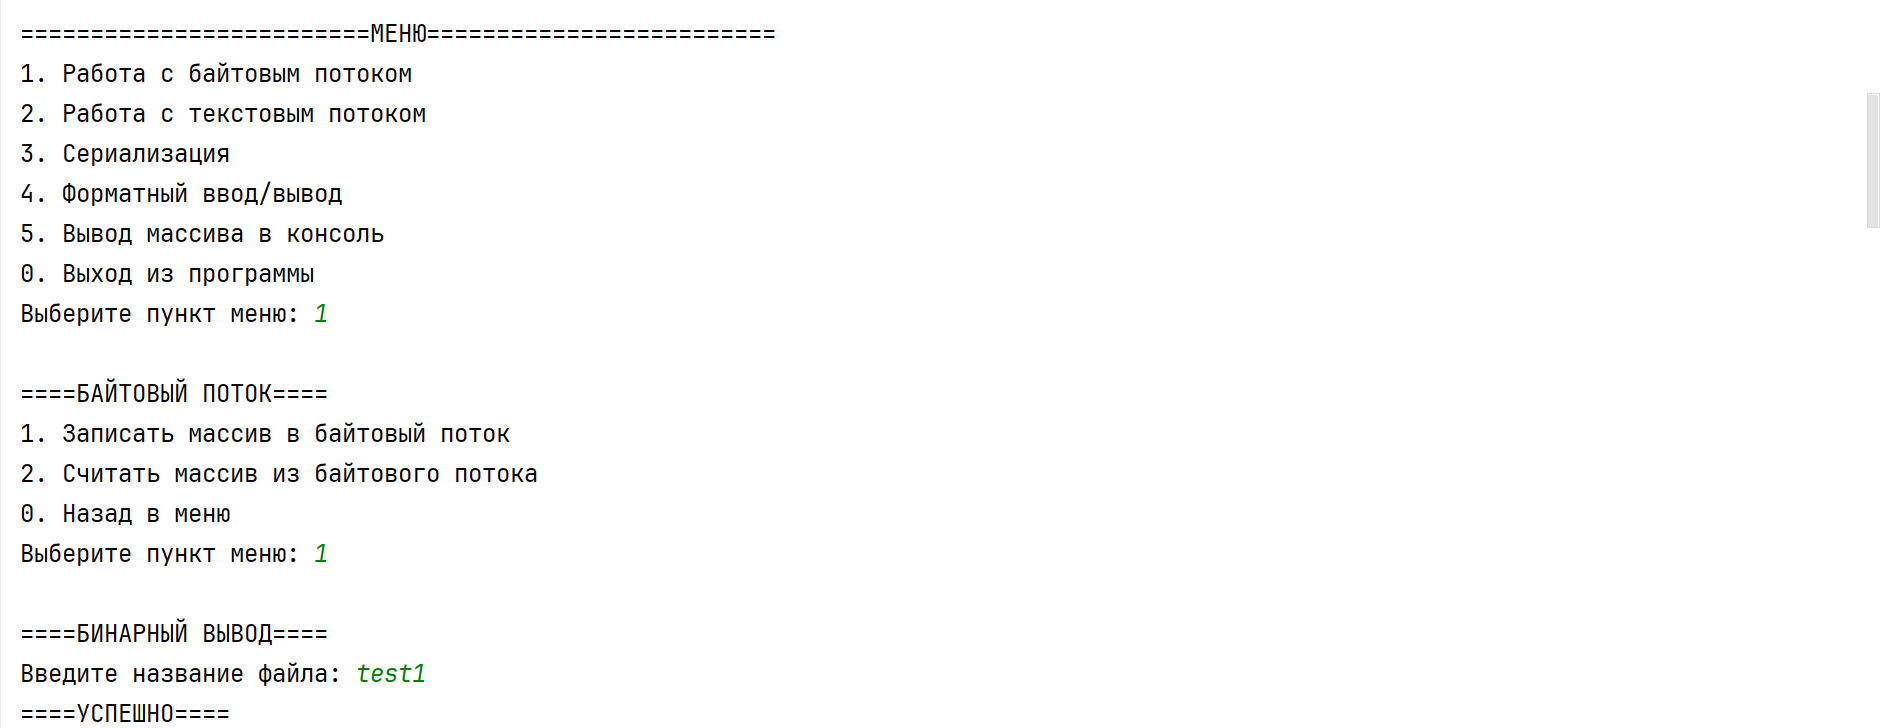 =========================МЕНЮ=========================
1. Работа с байтовым потоком
2. Работа с текстовым потоком
3. Сериализация
4. Форматный ввод/вывод
5. Вывод массива в консоль
0. Выход из программы
Выберите пункт меню: 1
====БАЙТОВЫЙ ПОТОК====
1. Записать массив в байтовый поток
2. Считать массив из байтового потока
0. Назад в меню
Выберите пункт меню: 1
====БИНАРНЫЙ ВЫВОД====
Введите название файла: test1
====УСПЕШНО====